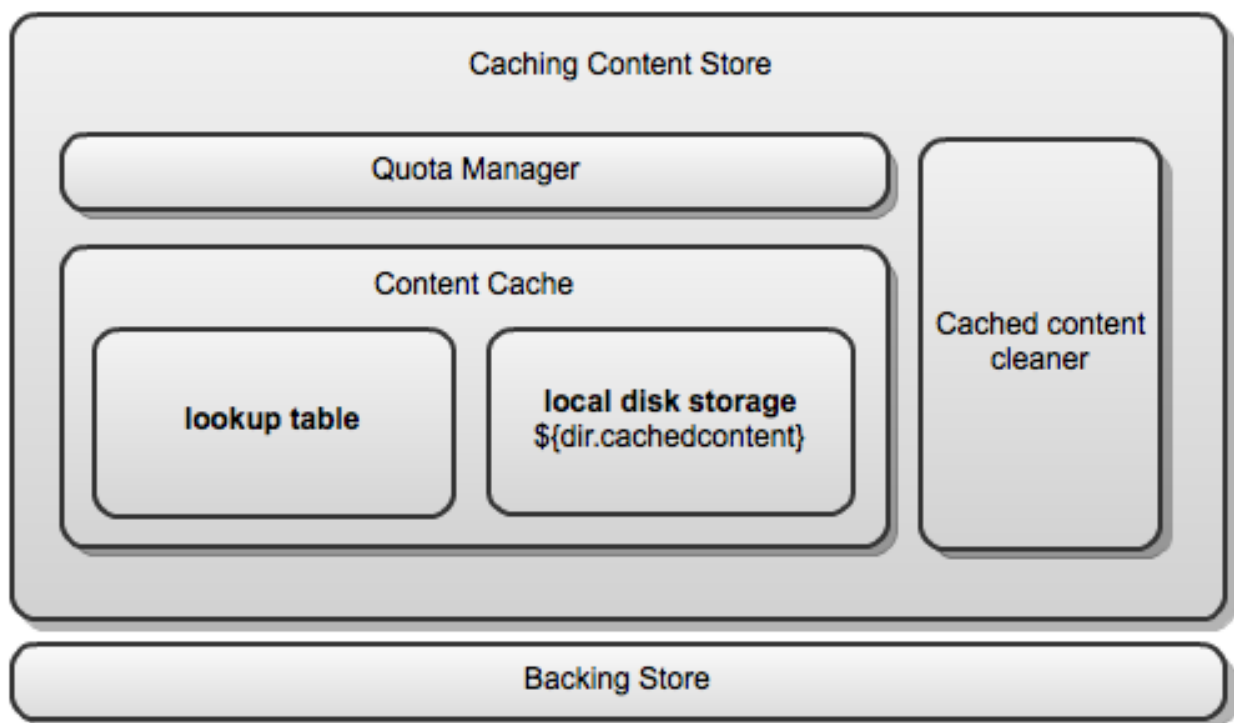 Caching Content Store
Quota Manager
Content Cache
lookup table
local disk storage
${dir.cachedcontent}
Cached content
cleaner
Backing Store